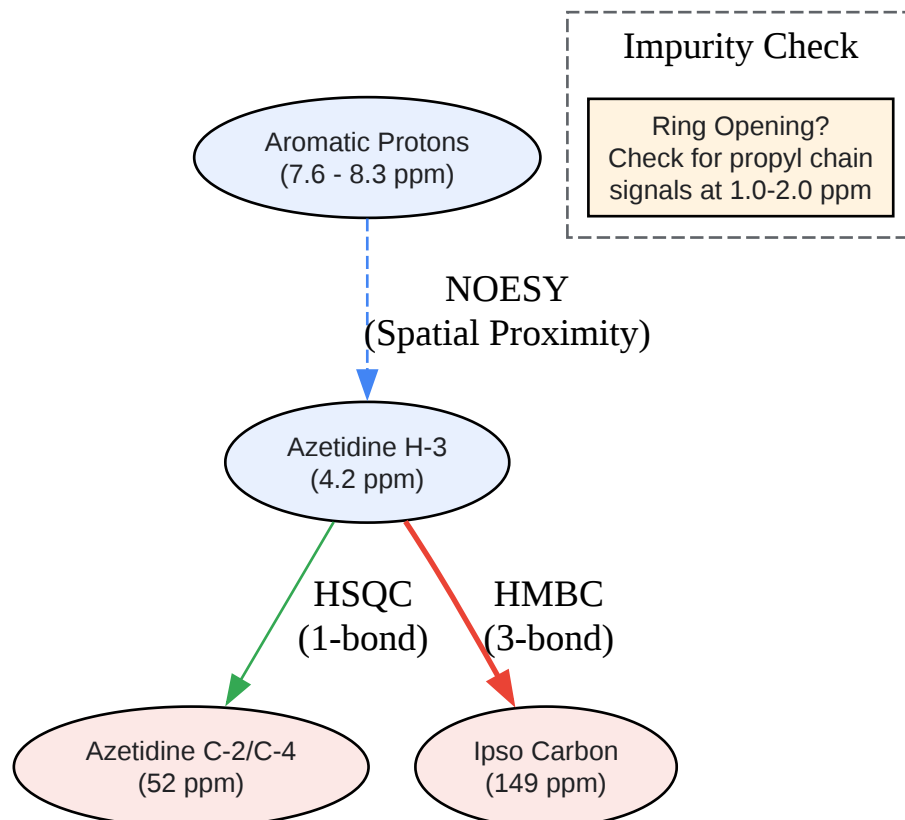 Impurity Check
Ring Opening?
Check for propyl chain
signals at 1.0-2.0 ppm
Aromatic Protons
(7.6 - 8.3 ppm)
NOESY
(Spatial Proximity)
Azetidine H-3
(4.2 ppm)
HSQC
(1-bond)
HMBC
(3-bond)
Azetidine C-2/C-4
(52 ppm)
Ipso Carbon
(149 ppm)